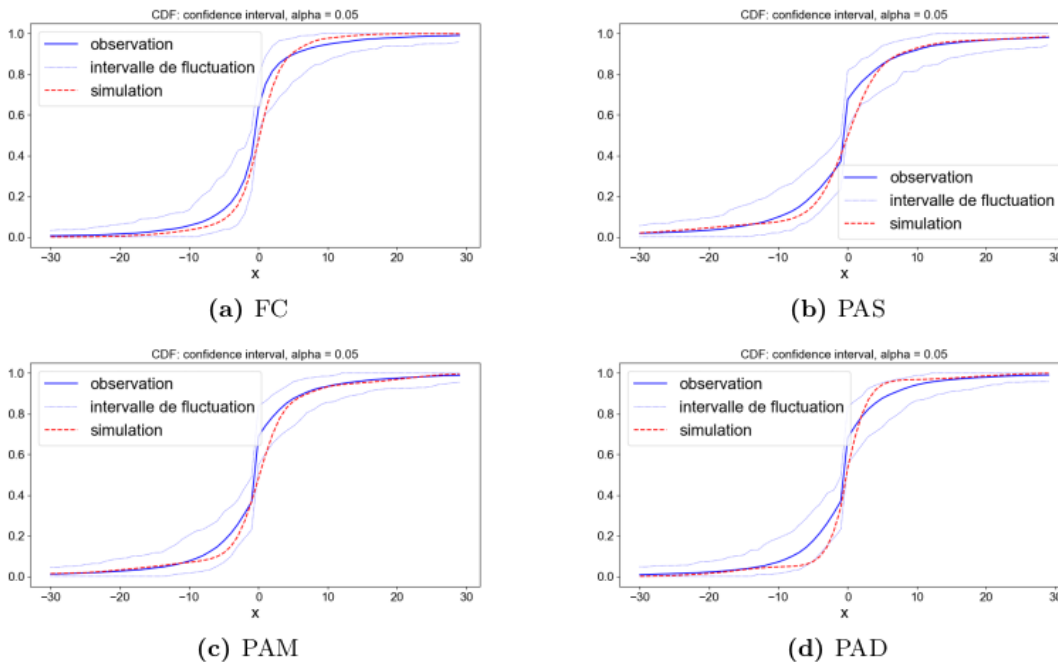 CDF: confidence interval, alpha = 0.05
1.0
0.8
0.6
0.4
0.2
0.0
observation
intervalle de fluctuation
simulation
−30 −20 −10 0 10 20 30
x
(a) FC
CDF: confidence interval, alpha = 0.05
1.0
0.8
0.6
0.4
0.2
0.0
observation
intervalle de fluctuation
simulation
−30 −20 −10 0 10 20 30
x
(b) PAS
CDF: confidence interval, alpha = 0.05
1.0
0.8
0.6
0.4
0.2
0.0
observation
intervalle de fluctuation
simulation
−30 −20 −10 0 10 20 30
x
(c) PAM
CDF: confidence interval, alpha = 0.05
1.0
0.8
0.6
0.4
0.2
0.0
observation
intervalle de fluctuation
simulation
−30 −20 −10 0 10 20 30
x
(d) PAD